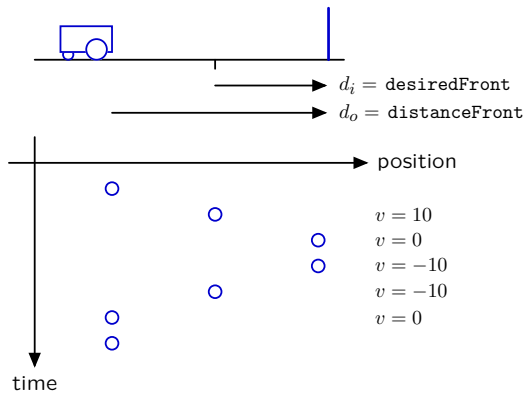 d_i = desiredFront
d_o = distanceFront
position
v = 10
v = 0
v = −10
v = −10
v = 0
time